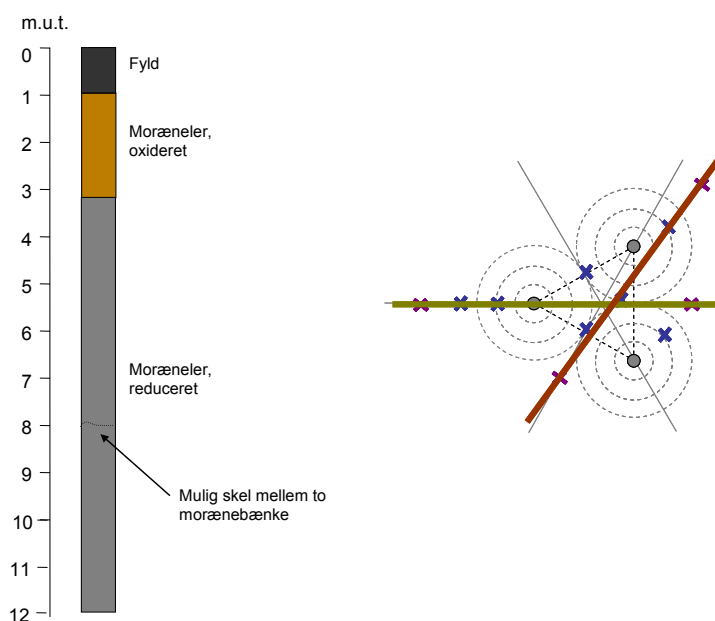 m.u.t.
0
Fyld
1
Moræneler,
oxideret
2
3
4
5
6
Moræneler,
reduceret
7
8
9
Mulig skel mellem to
morænebænke
10
11
12